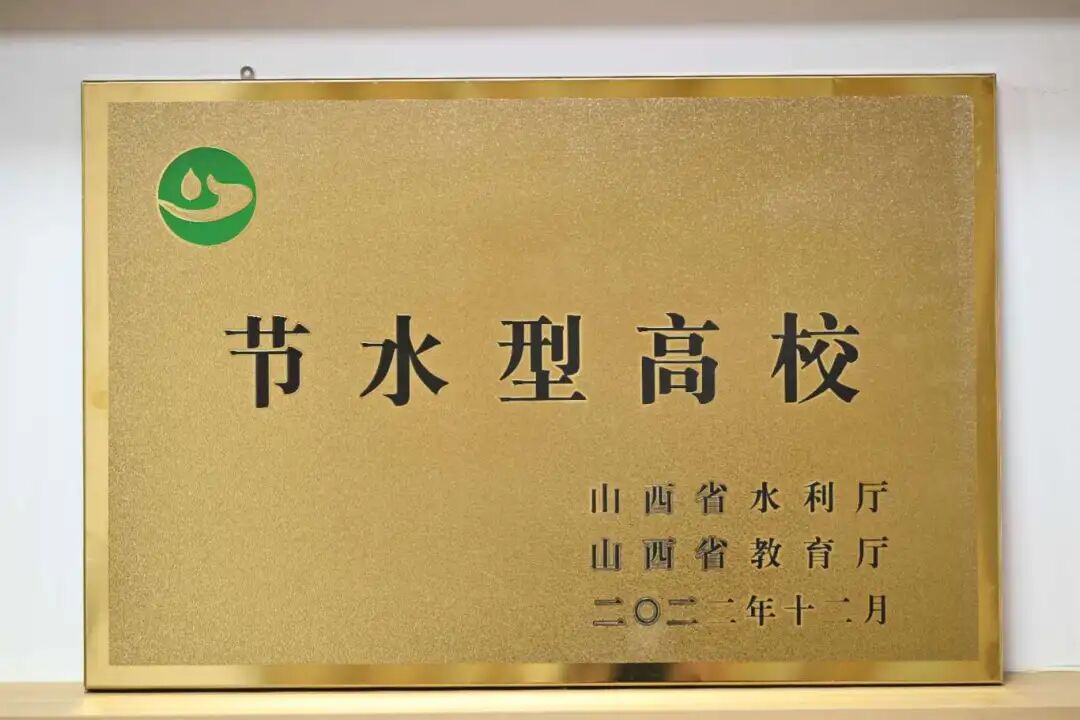 节水型高校
山西省水利厅
山西省教育厅
二〇二二年十二月